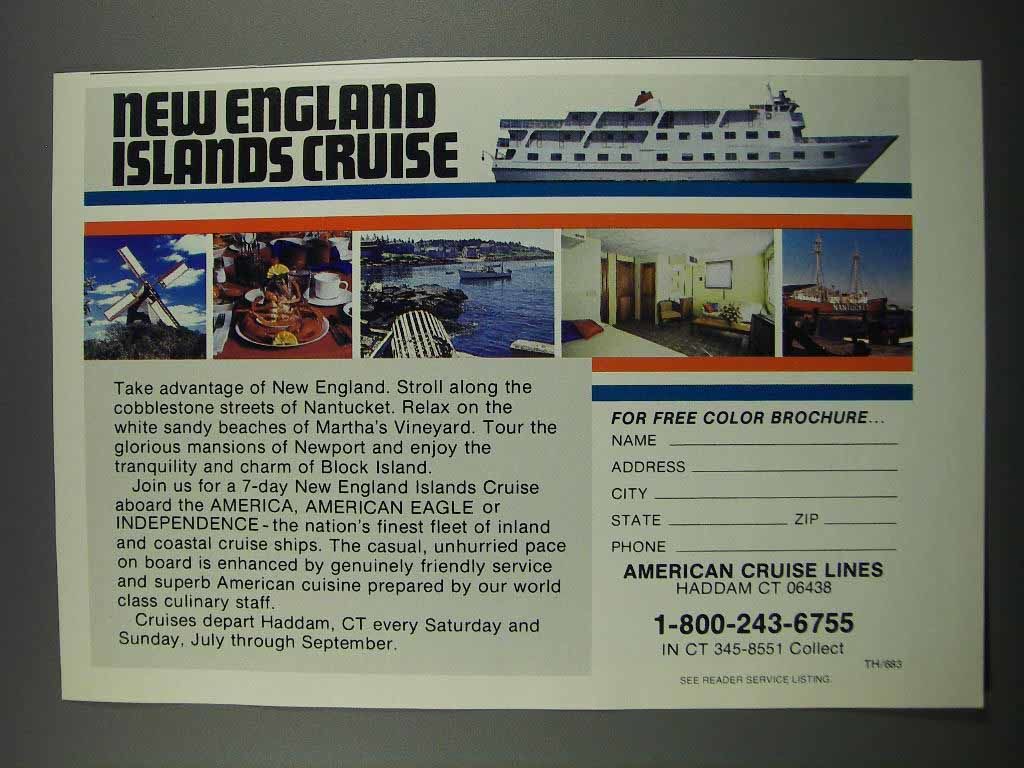 NEW ENGLAND
ISLANDS CRUISE
NANTUCKET
Take advantage of New England. Stroll along the
cobblestone streets of Nantucket. Relax on the
white sandy beaches of Martha's Vineyard. Tour the
glorious mansions of Newport and enjoy the
tranquility and charm of Block Island.
Join us for a 7-day New England Islands Cruise
aboard the AMERICA, AMERICAN EAGLE or
INDEPENDENCE - the nation's finest fleet of inland
and coastal cruise ships. The casual, unhurried pace
on board is enhanced by genuinely friendly service
and superb American cuisine prepared by our world
class culinary staff.
Cruises depart Haddam, CT every Saturday and
Sunday, July through September.
FOR FREE COLOR BROCHURE...
NAME
ADDRESS
CITY
STATE ZIP
PHONE
AMERICAN CRUISE LINES
HADDAM CT 06438
1-800-243-6755
IN CT 345-8551 Collect
TH/683
SEE READER SERVICE LISTING.